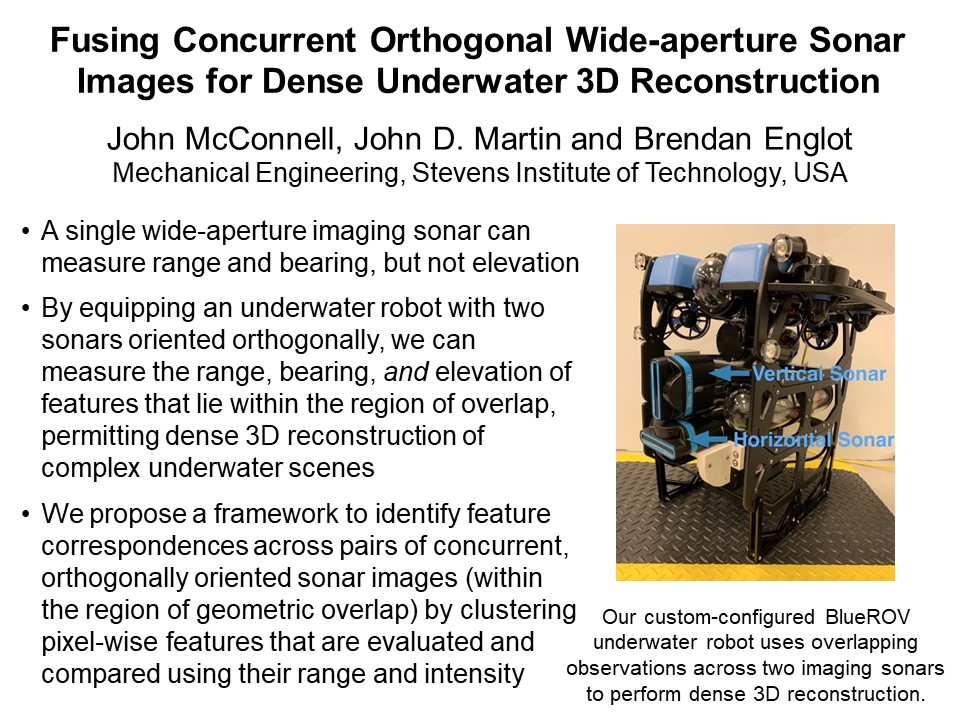 Fusing Concurrent Orthogonal Wide-aperture Sonar
Images for Dense Underwater 3D Reconstruction
John McConnell, John D. Martin and Brendan Englot
Mechanical Engineering, Stevens Institute of Technology, USA
• A single wide-aperture imaging sonar can
measure range and bearing, but not elevation
• By equipping an underwater robot with two
sonars oriented orthogonally, we can
measure the range, bearing, and elevation of
features that lie within the region of overlap,
permitting dense 3D reconstruction of
complex underwater scenes
• We propose a framework to identify feature
correspondences across pairs of concurrent,
orthogonally oriented sonar images (within
the region of geometric overlap) by clustering
pixel-wise features that are evaluated and
compared using their range and intensity
Vertical Sonar
Horizontal Sonar
Our custom-configured BlueROV
underwater robot uses overlapping
observations across two imaging sonars
to perform dense 3D reconstruction.